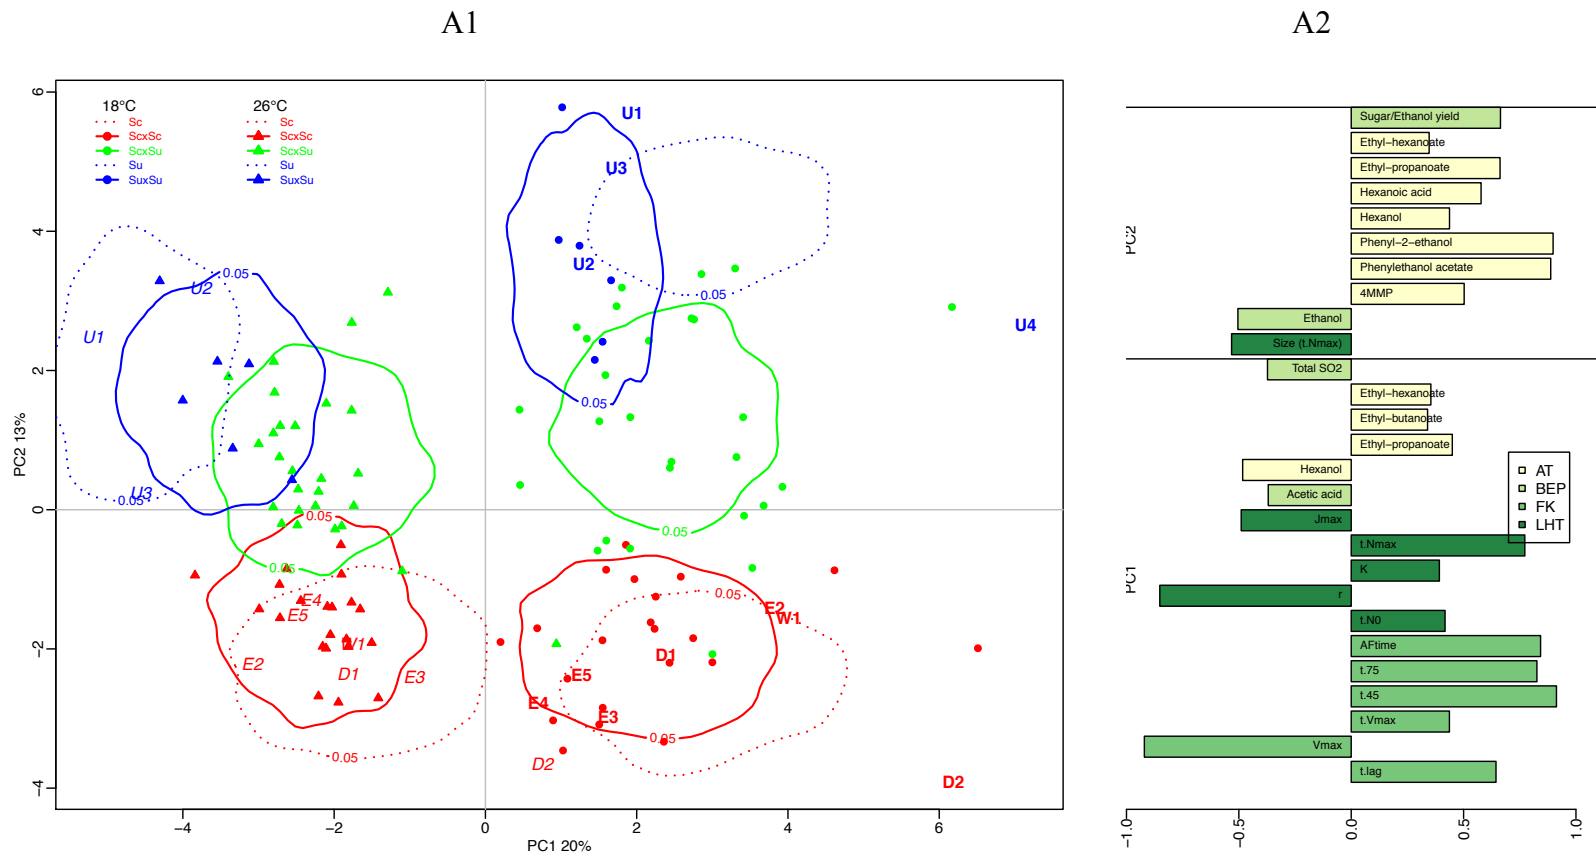 A1
A2
18°C 26°C
Sc Sc
ScxSc ScxSc
ScxSu ScxSu
Su Su
SuxSu SuxSu
6
4
2
0
−2
−4
PC2 13%
−4 −2 0 2 4 6
PC1 20%
U1
U3
U2
U4
U2
U1
U3
0.05
0.05
0.05
0.05
0.05
0.05
0.05
0.05
0.05
0.05
0.05
E4
E5
W1
E2
D1
E3
D2
E2
W1
D1
E5
E4
E3
D2
PC2
Sugar/Ethanol yield
Ethyl−hexanoate
Ethyl−propanoate
Hexanoic acid
Hexanol
Phenyl−2−ethanol
Phenylethanol acetate
4MMP
Ethanol
Size (t.Nmax)
PC1
Total SO2
Ethyl−hexanoate
Ethyl−butanoate
Ethyl−propanoate
Hexanol
Acetic acid
Jmax
t.Nmax
K
r
t.N0
AFtime
t.75
t.45
t.Vmax
Vmax
t.lag
AT
BEP
FK
LHT
−1.0 −0.5 0.0 0.5 1.0